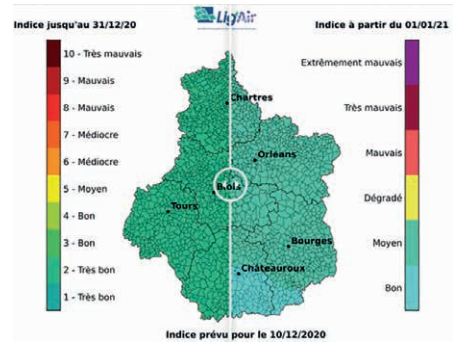 Lig'Air
Indice jusqu'au 31/12/20
Indice à partir du 01/01/21
10 - Très mauvais
9 - Mauvais
8 - Mauvais
7 - Médiocre
6 - Médiocre
5 - Moyen
4 - Bon
3 - Bon
2 - Très bon
1 - Très bon
Chartres
Orléans
Blois
Tours
Bourges
Châteauroux
Extrêmement mauvais
Très mauvais
Mauvais
Dégradé
Moyen
Bon
Indice prévu pour le 10/12/2020